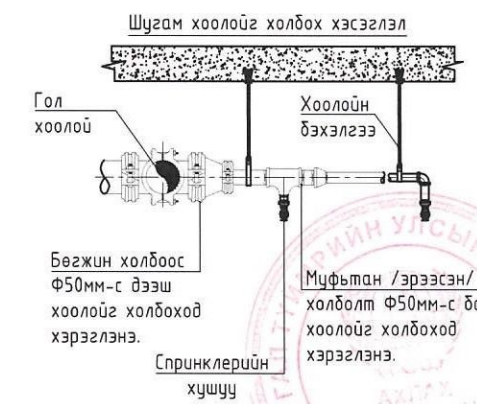 Шугам хоолойг холбох хэсэглэл
Гол
хоолой
Хоолойн
бэхэлгээ
Бөгжин холбоос
Ф50мм-с дээш
хоолойг холбоход
хэрэглэнэ.
Муфьтан /эрээсэн/
холболт Ф50мм-с
хоолойг холбоход
хэрэглэнэ.
Спринклерийн
хушуу